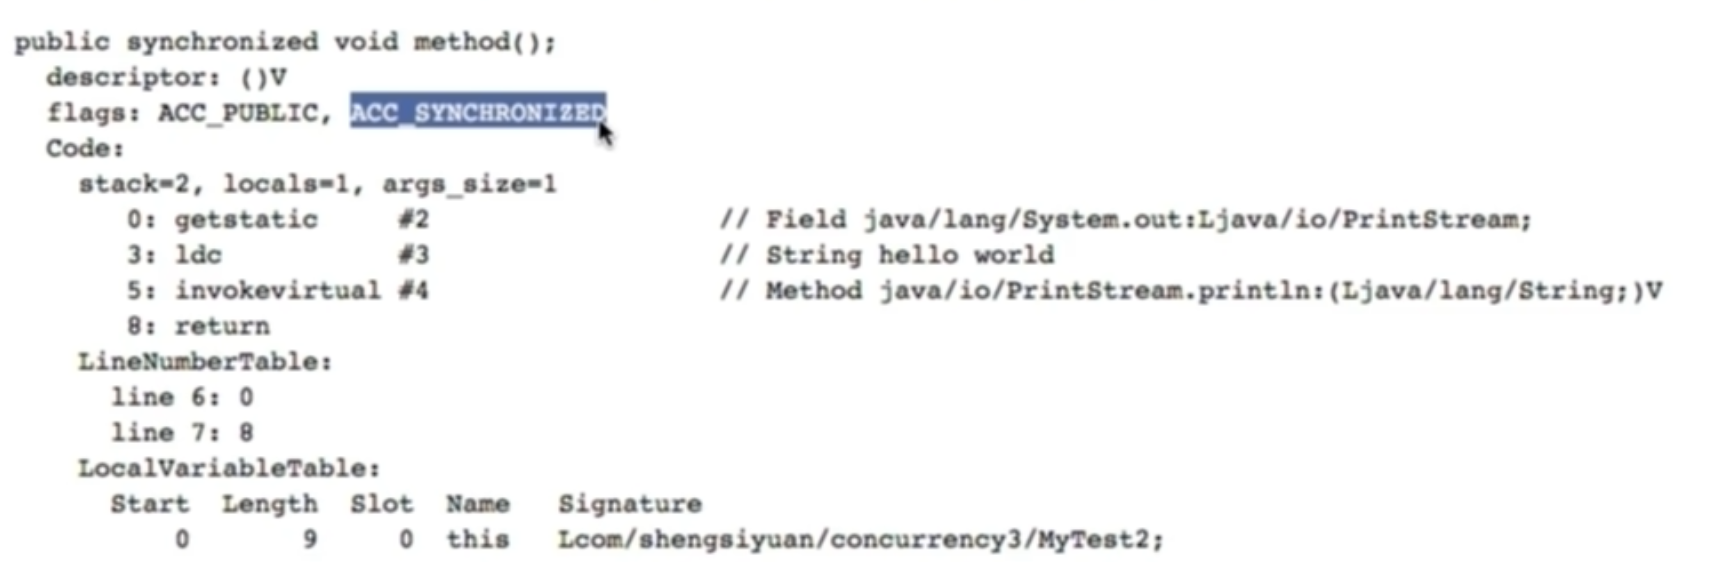 public synchronized void method();
descriptor: ()V
flags: ACC_PUBLIC, ACC_SYNCHRONIZED
Code:
stack=2, locals=1, args_size=1
0: getstatic #2 // Field java/lang/System.out:Ljava/io/PrintStream;
3: ldc #3 // String hello world
5: invokevirtual #4 // Method java/io/PrintStream.println:(Ljava/lang/String;)V
8: return
LineNumberTable:
line 6: 0
line 7: 8
LocalVariableTable:
Start Length Slot Name Signature
0 9 0 this Lcom/shengsiyuan/concurrency3/MyTest2;